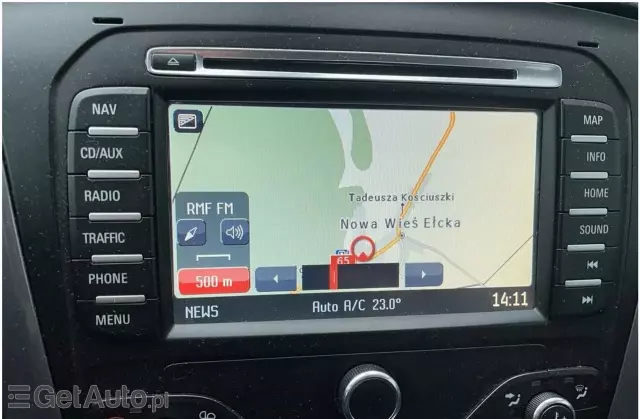 NAV
CD/AUX
RADIO
TRAFFIC
PHONE
MENU
MAP
INFO
HOME
SOUND
RMF FM
500 m
Tadeusza Kościuszki
Nowa Wieś Ełcka
65
NEWS
Auto A/C 23.0°
14:11
GetAuto.pl